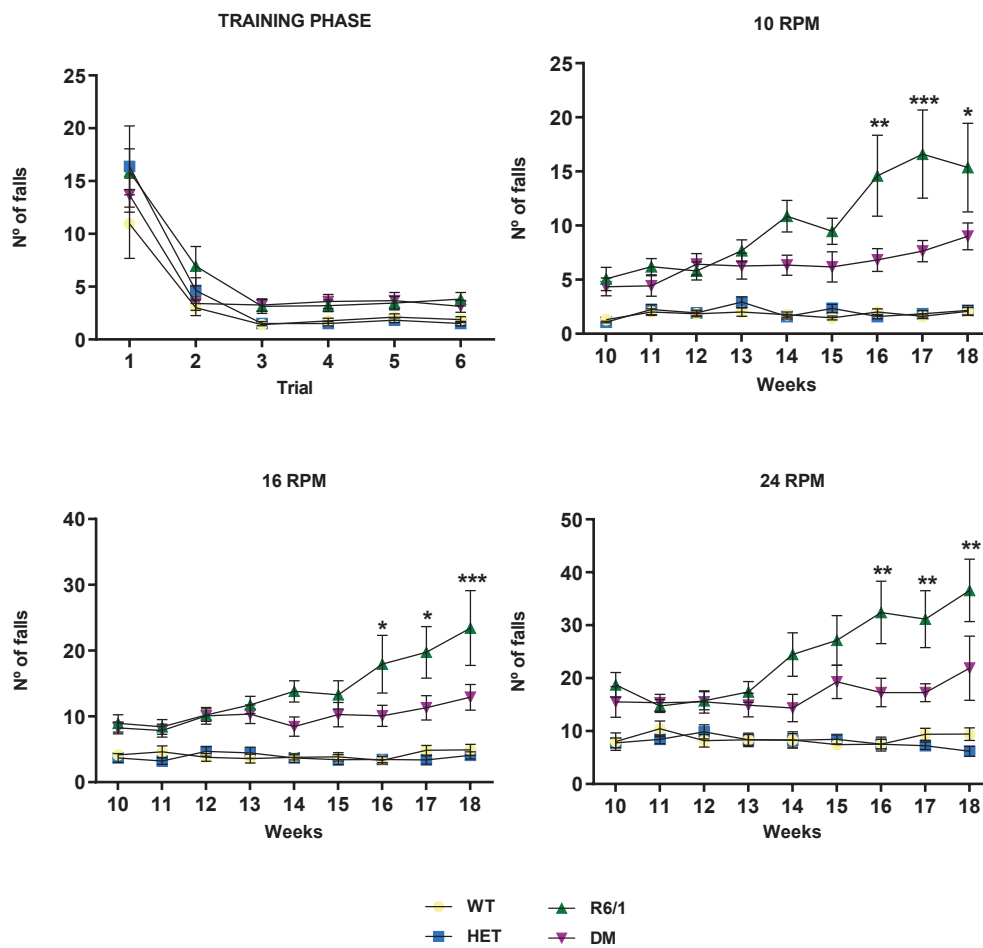 TRAINING PHASE
Nº of falls
25
20
15
10
5
0
1 2 3 4 5 6
Trial
10 RPM
Nº of falls
25
20
15
10
5
0
** *** *
10 11 12 13 14 15 16 17 18
Weeks
16 RPM
Nº of falls
40
30
20
10
0
* * ***
10 11 12 13 14 15 16 17 18
Weeks
24 RPM
Nº of falls
50
40
30
20
10
0
** ** **
10 11 12 13 14 15 16 17 18
Weeks
WT R6/1
HET DM